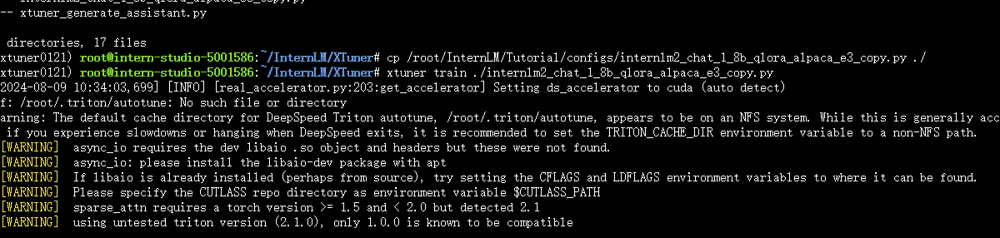 -- xtuner_generate_assistant.py
directories, 17 files
xtuner0121) root@intern-studio-5001586:~/InternLM/XTuner# cp /root/InternLM/Tutorial/configs/internlm2_chat_1_8b_qlora_alpaca_e3_copy.py ./
xtuner0121) root@intern-studio-5001586:~/InternLM/XTuner# xtuner train ./internlm2_chat_1_8b_qlora_alpaca_e3_copy.py
2024-08-09 10:34:03,699] [INFO] [real_accelerator.py:203:get_accelerator] Setting ds_accelerator to cuda (auto detect)
f: /root/.triton/autotune: No such file or directory
arning: The default cache directory for DeepSpeed Triton autotune, /root/.triton/autotune, appears to be on an NFS system. While this is generally acc
if you experience slowdowns or hanging when DeepSpeed exits, it is recommended to set the TRITON_CACHE_DIR environment variable to a non-NFS path.
[WARNING] async_io requires the dev libaio .so object and headers but these were not found.
[WARNING] async_io: please install the libaio-dev package with apt
[WARNING] If libaio is already installed (perhaps from source), try setting the CFLAGS and LDFLAGS environment variables to where it can be found.
[WARNING] Please specify the CUTLASS repo directory as environment variable $CUTLASS_PATH
[WARNING] sparse_attn requires a torch version >= 1.5 and < 2.0 but detected 2.1
[WARNING] using untested triton version (2.1.0), only 1.0.0 is known to be compatible